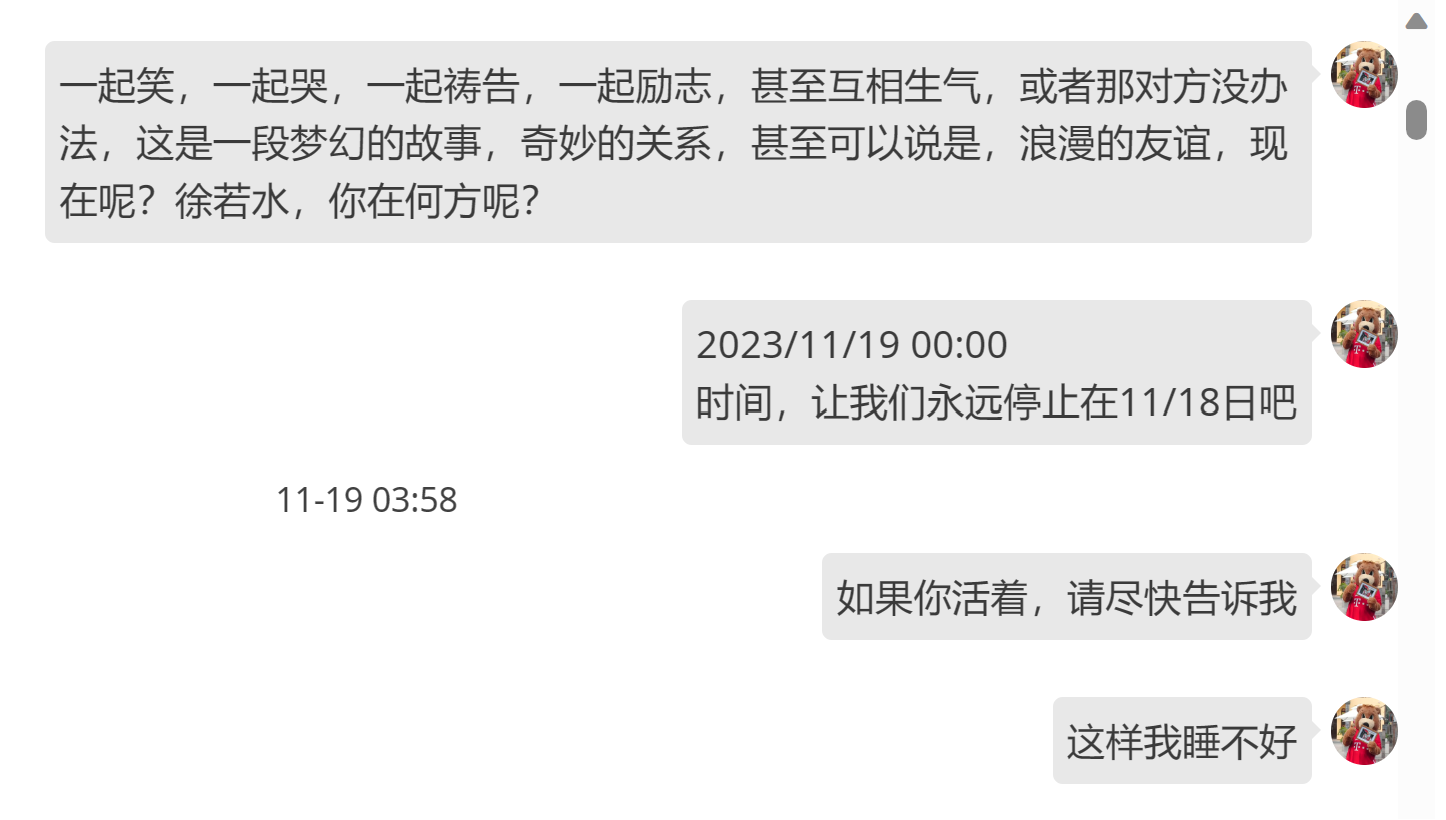 一起笑，一起哭，一起祷告，一起励志，甚至互相生气，或者那对方没办
法，这是一段梦幻的故事，奇妙的关系，甚至可以说是，浪漫的友谊，现
在呢？徐若水，你在何方呢？
2023/11/19 00:00
时间，让我们永远停止在11/18日吧
11-19 03:58
如果你活着，请尽快告诉我
这样我睡不好